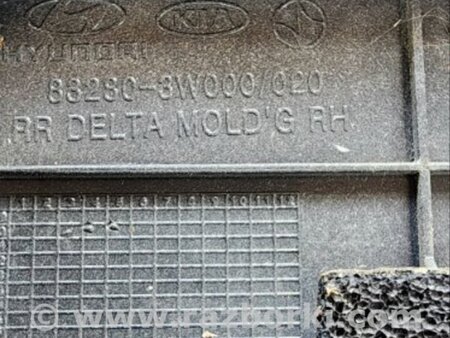 KIA
HYUNDAI
83280-3W000/020
RR DELTA MOLD'G RH
1 2 3 4 5 6 7 8 9 10 11 12
© www.razborki.com